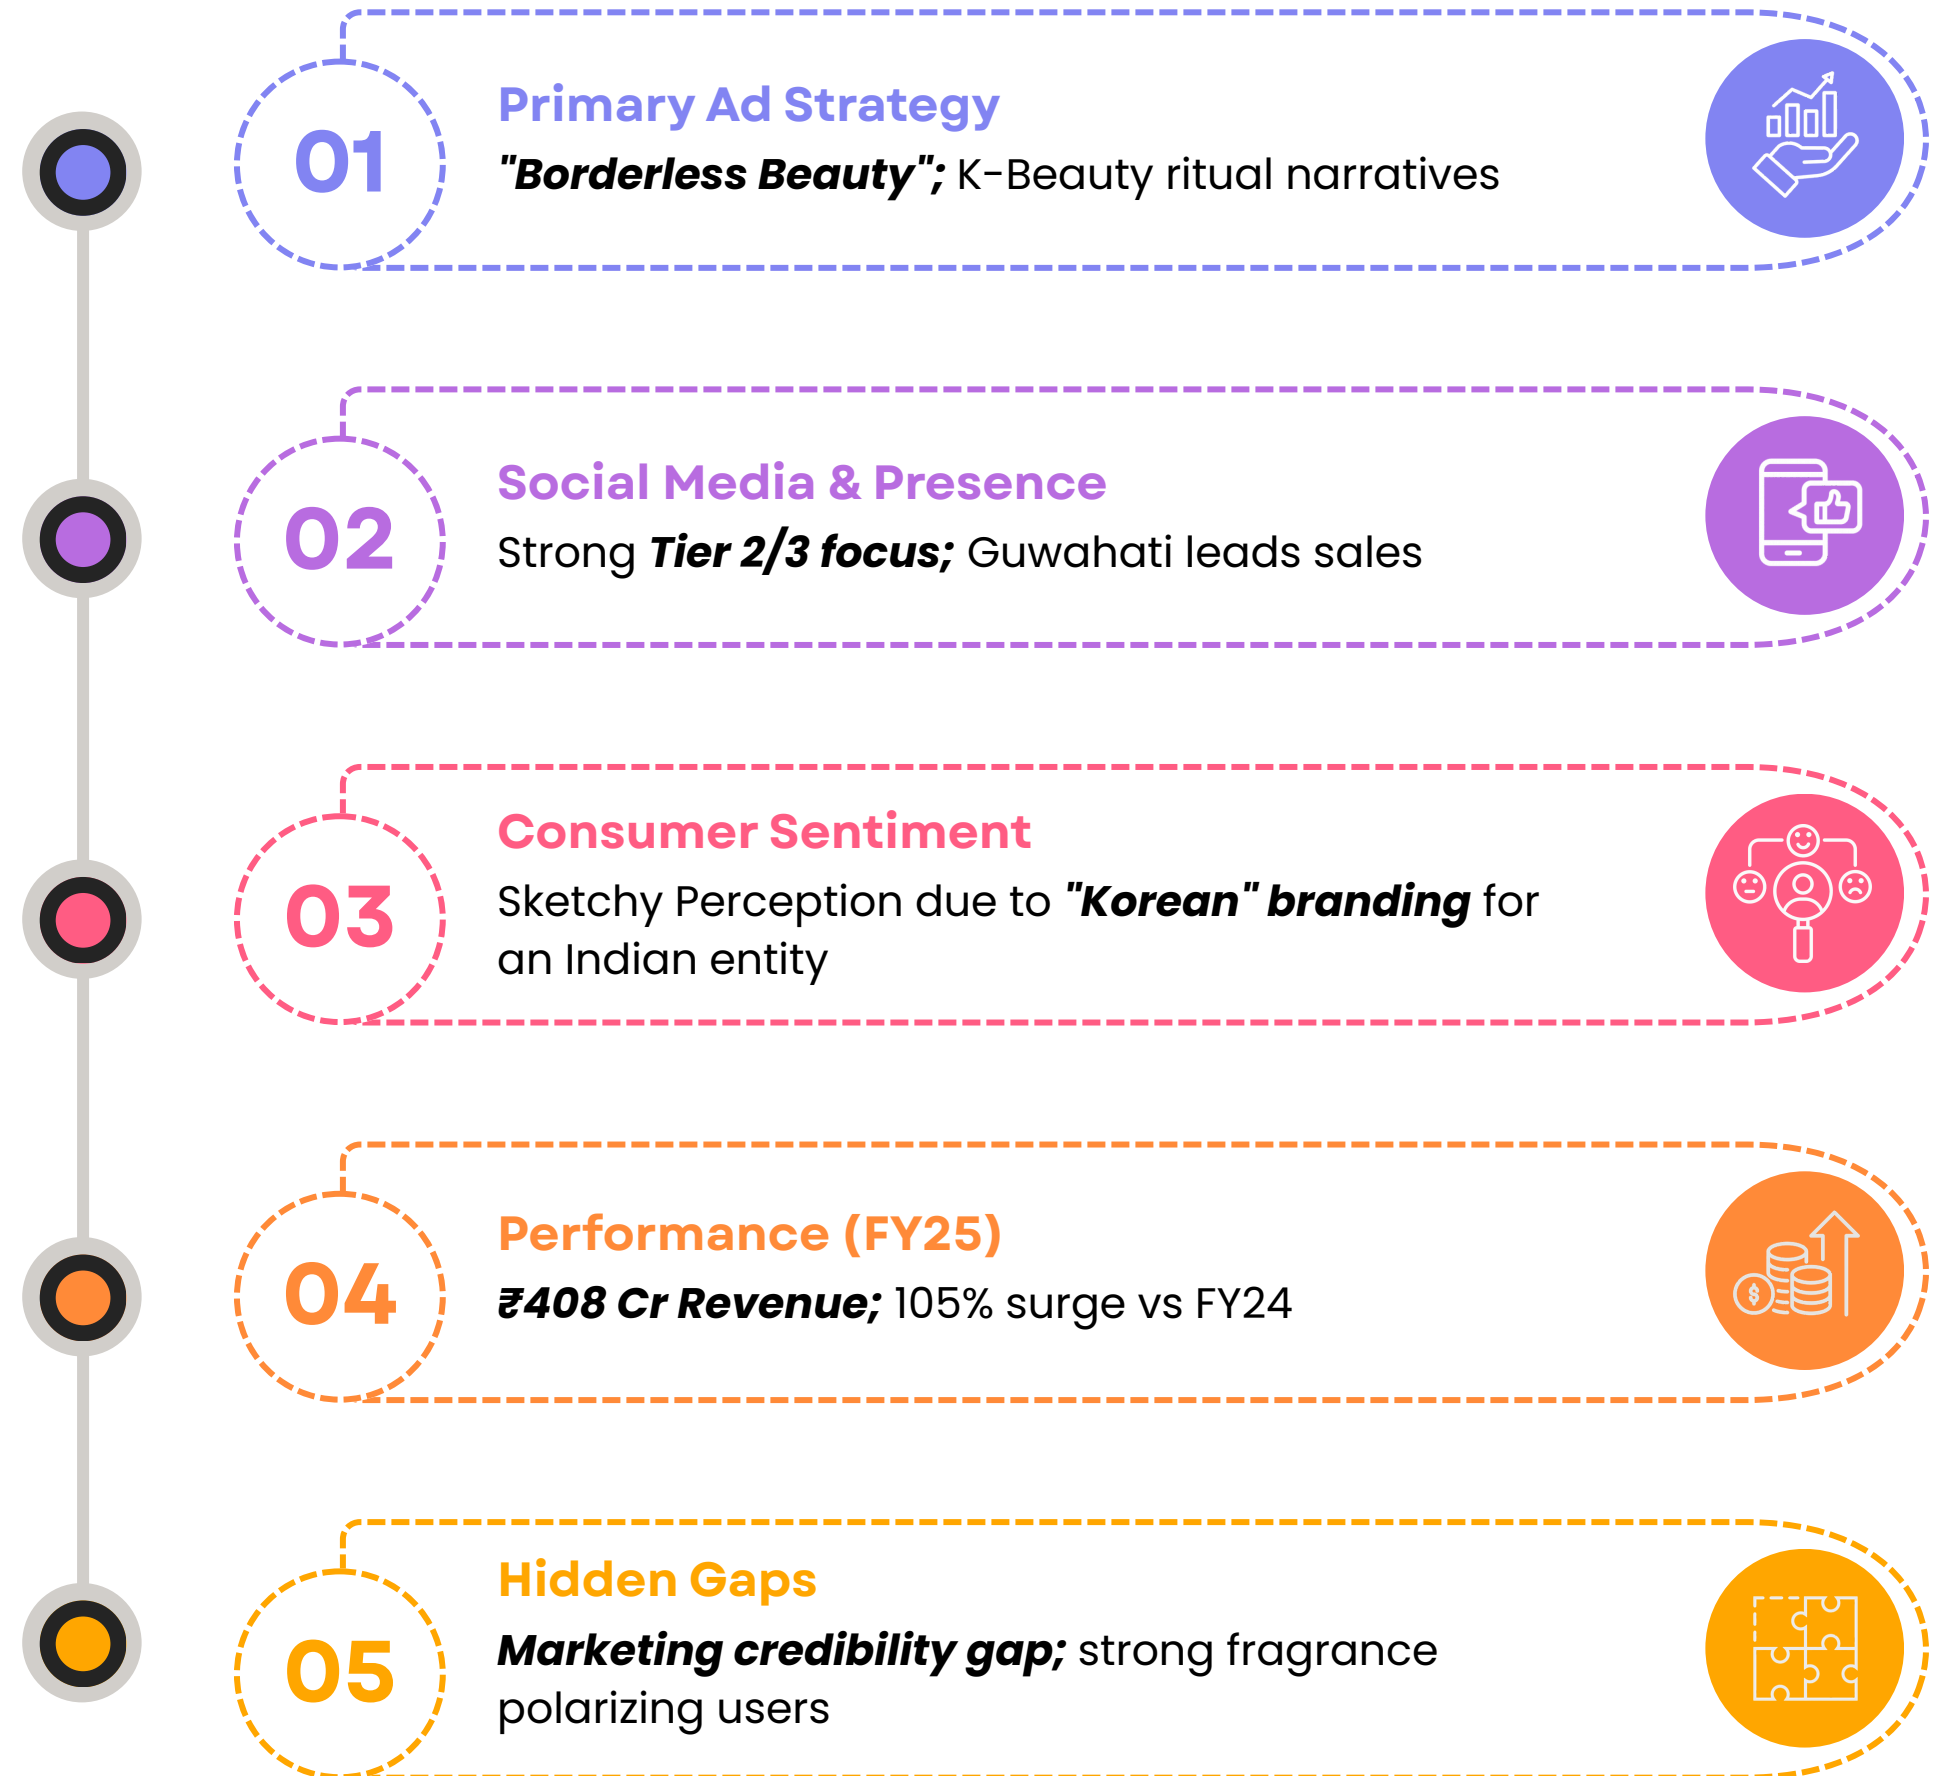 01
Primary Ad Strategy
"Borderless Beauty"; K-Beauty ritual narratives
02
Social Media & Presence
Strong Tier 2/3 focus; Guwahati leads sales
03
Consumer Sentiment
Sketchy Perception due to "Korean" branding for
an Indian entity
04
Performance (FY25)
₹408 Cr Revenue; 105% surge vs FY24
$
05
Hidden Gaps
Marketing credibility gap; strong fragrance
polarizing users